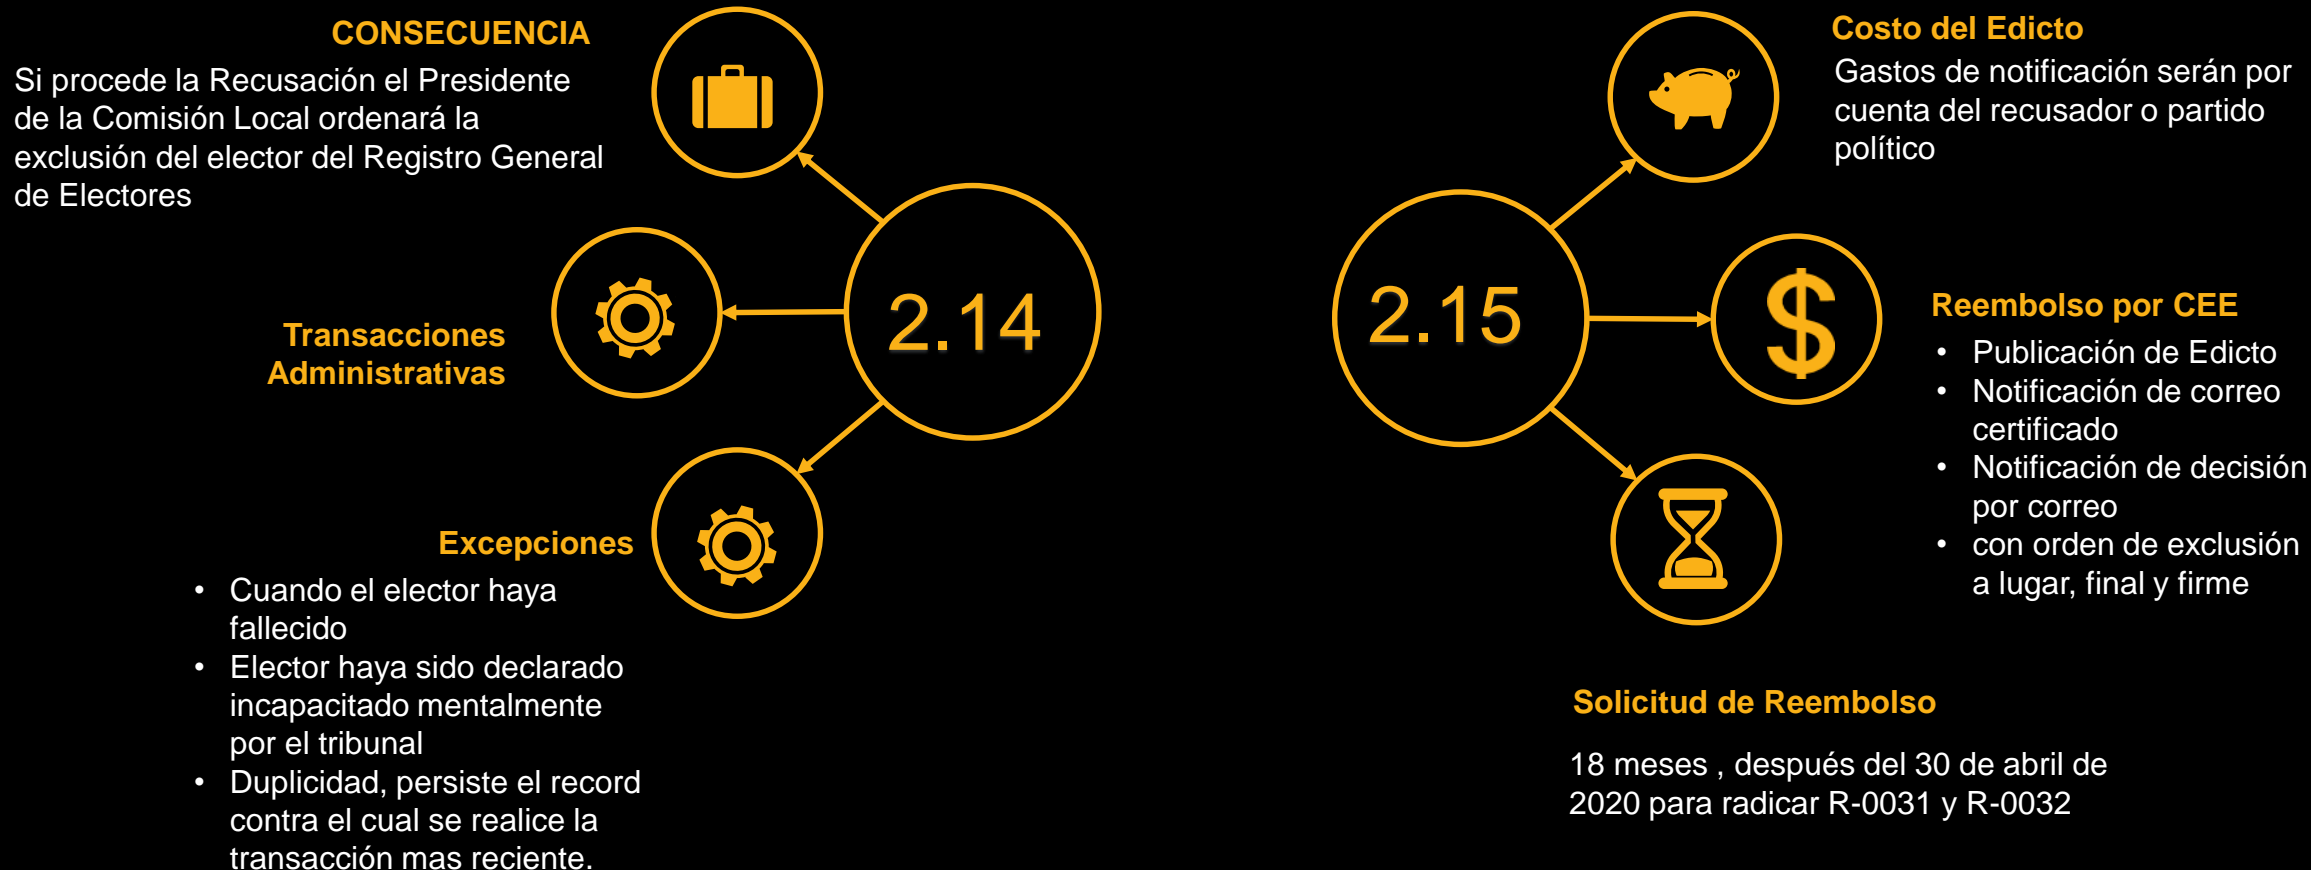 CONSECUENCIA
Si procede la Recusación el Presidente
de la Comisión Local ordenará la
exclusión del elector del Registro General
de Electores
Transacciones
Administrativas
2.14
Excepciones
• Cuando el elector haya
fallecido
• Elector haya sido declarado
incapacitado mentalmente
por el tribunal
• Duplicidad, persiste el record
contra el cual se realice la
transacción mas reciente.
Costo del Edicto
Gastos de notificación serán por
cuenta del recusador o partido
político
2.15
$
Reembolso por CEE
• Publicación de Edicto
• Notificación de correo
certificado
• Notificación de decisión
por correo
• con orden de exclusión
a lugar, final y firme
Solicitud de Reembolso
18 meses , después del 30 de abril de
2020 para radicar R-0031 y R-0032